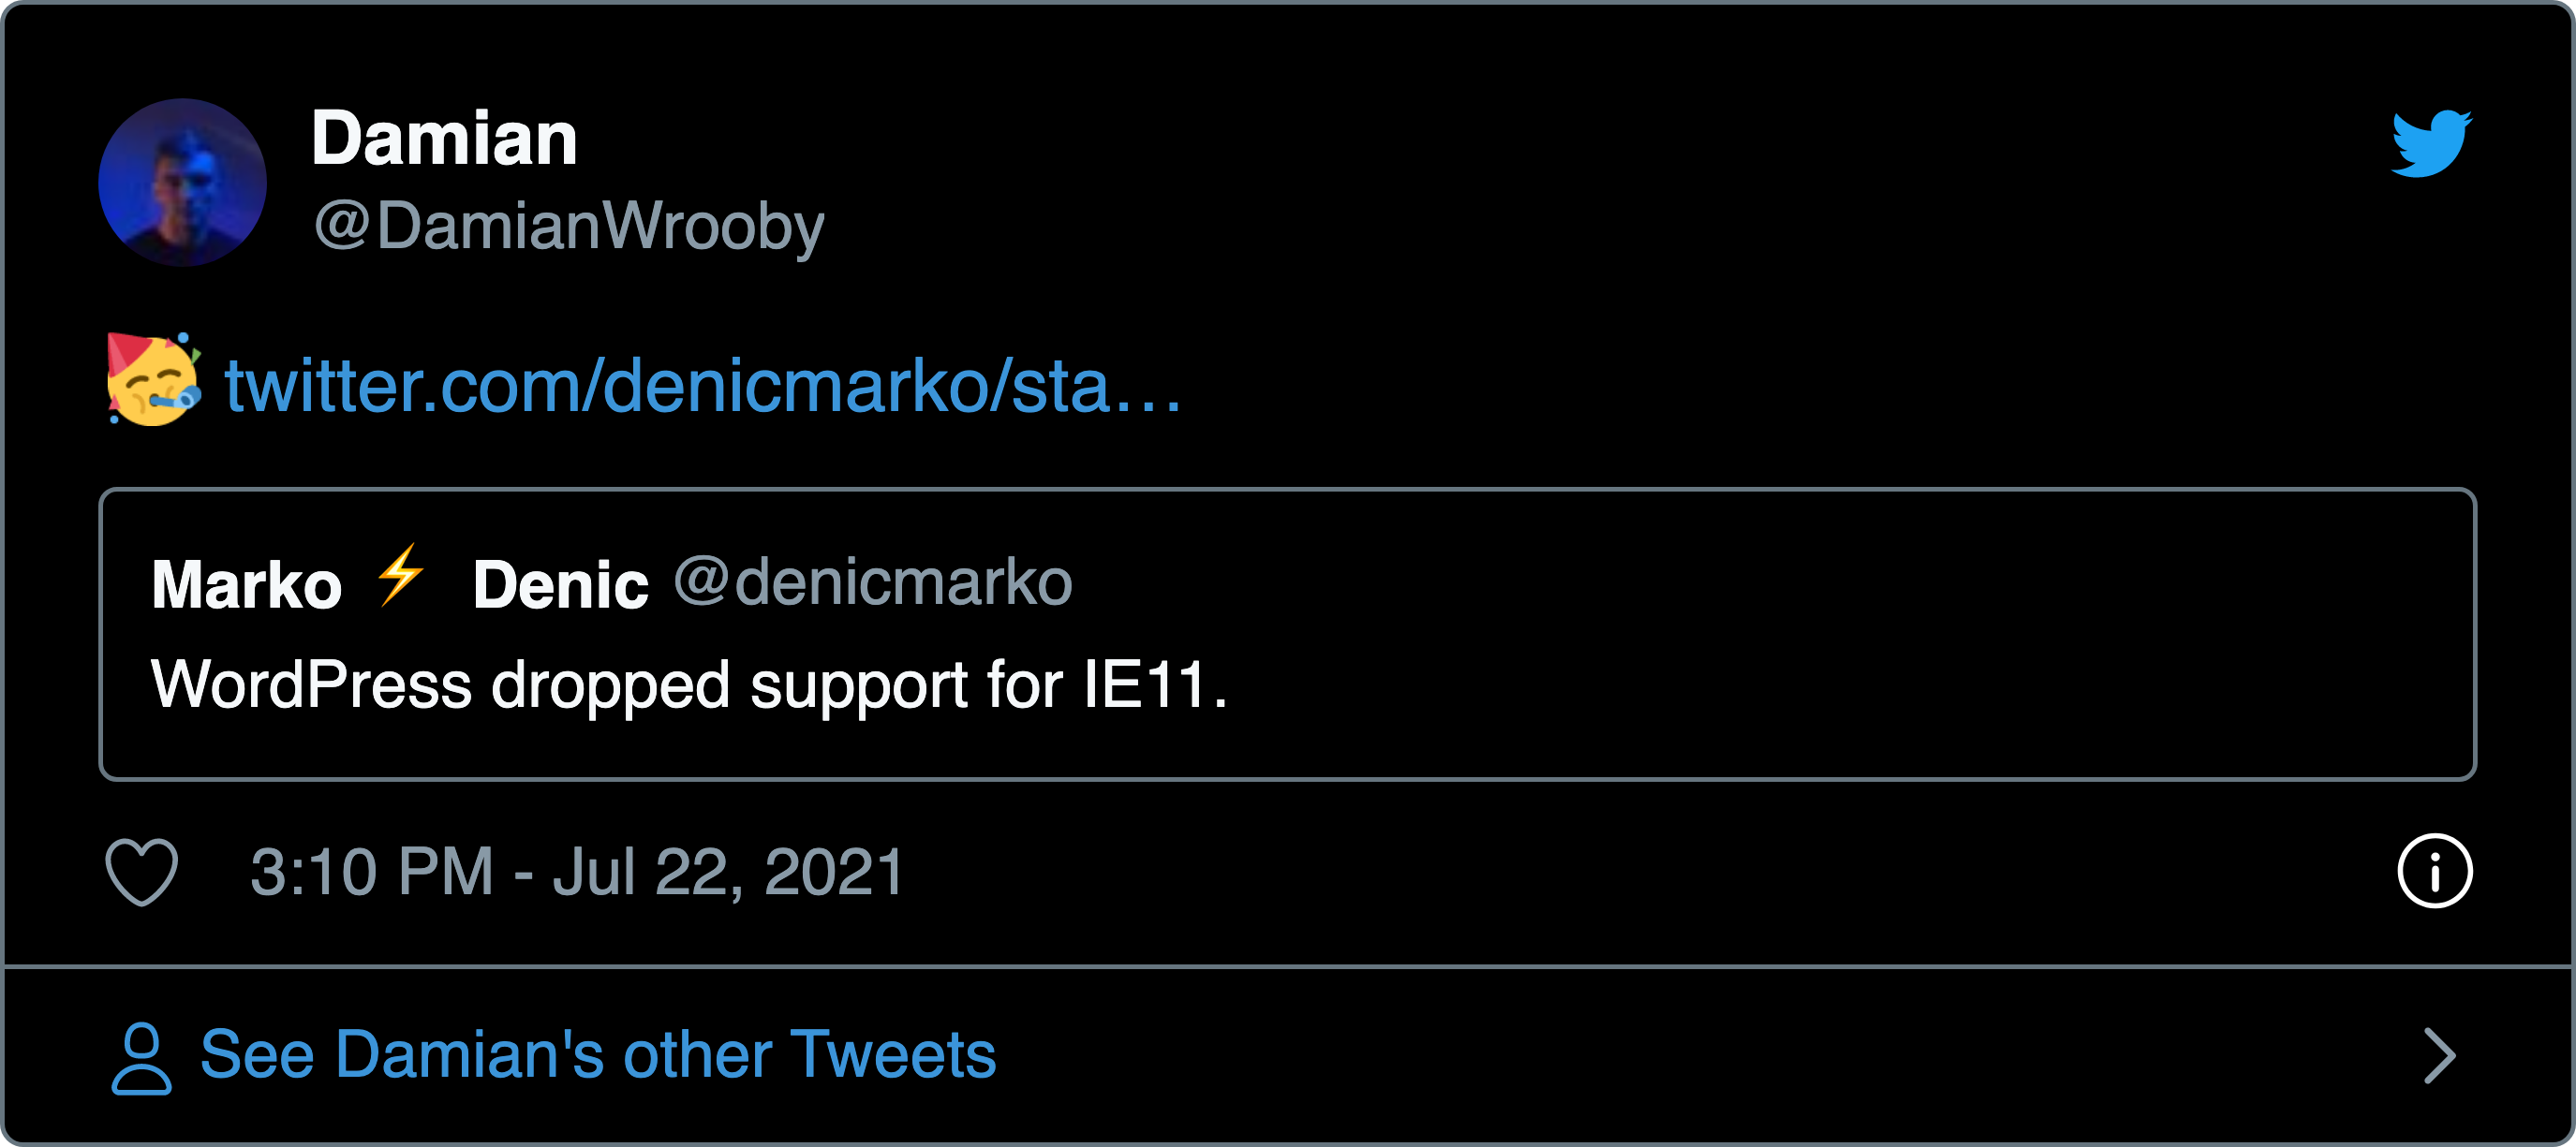 Damian
@DamianWrooby
🥳 twitter.com/denicmarko/sta…
Marko ⚡ Denic @denicmarko
WordPress dropped support for IE11.
3:10 PM - Jul 22, 2021
See Damian's other Tweets